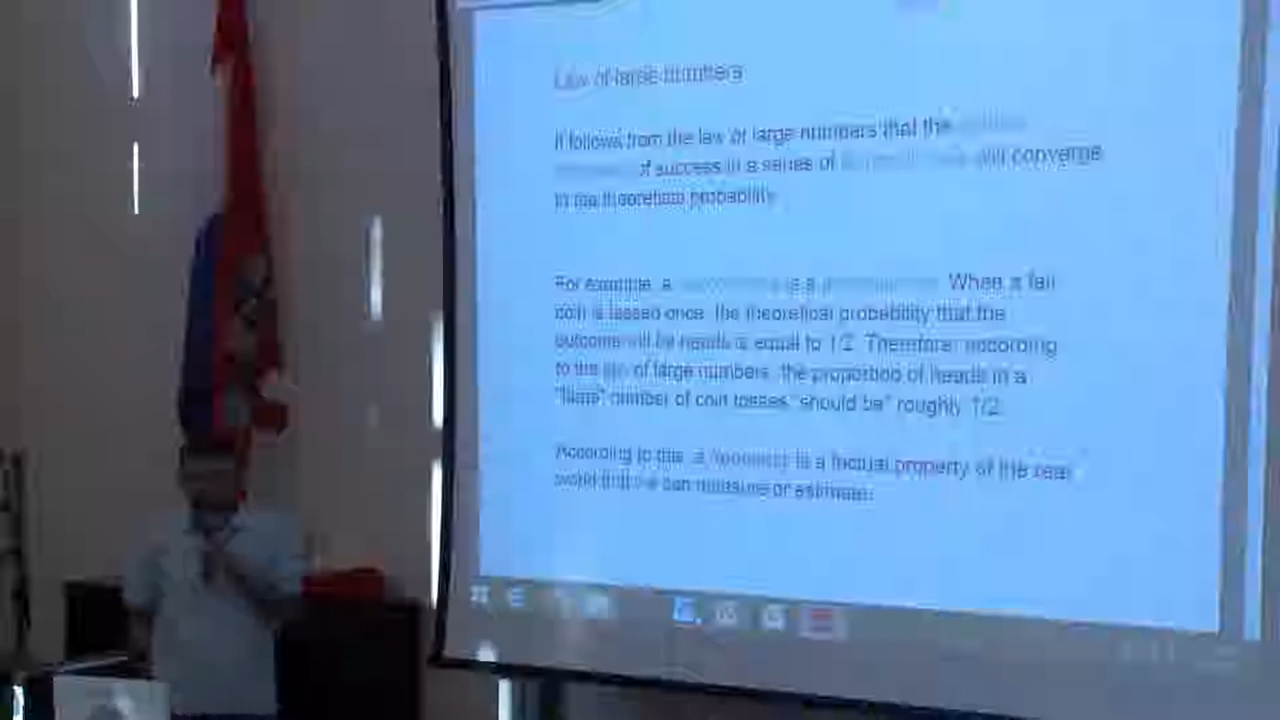 Law of large numbers
It follows from the law of large numbers that the
of success in a series of will converge
to the theoretical probability
For example, a is a When a fair
coin is tossed once, the theoretical probability that the
outcome will be heads is equal to 1/2. Therefore, according
to the law of large numbers, the proportion of heads in a
"large" number of coin tosses "should be" roughly 1/2.
According to this, a is a factual property of the real
world that we can measure or estimate.